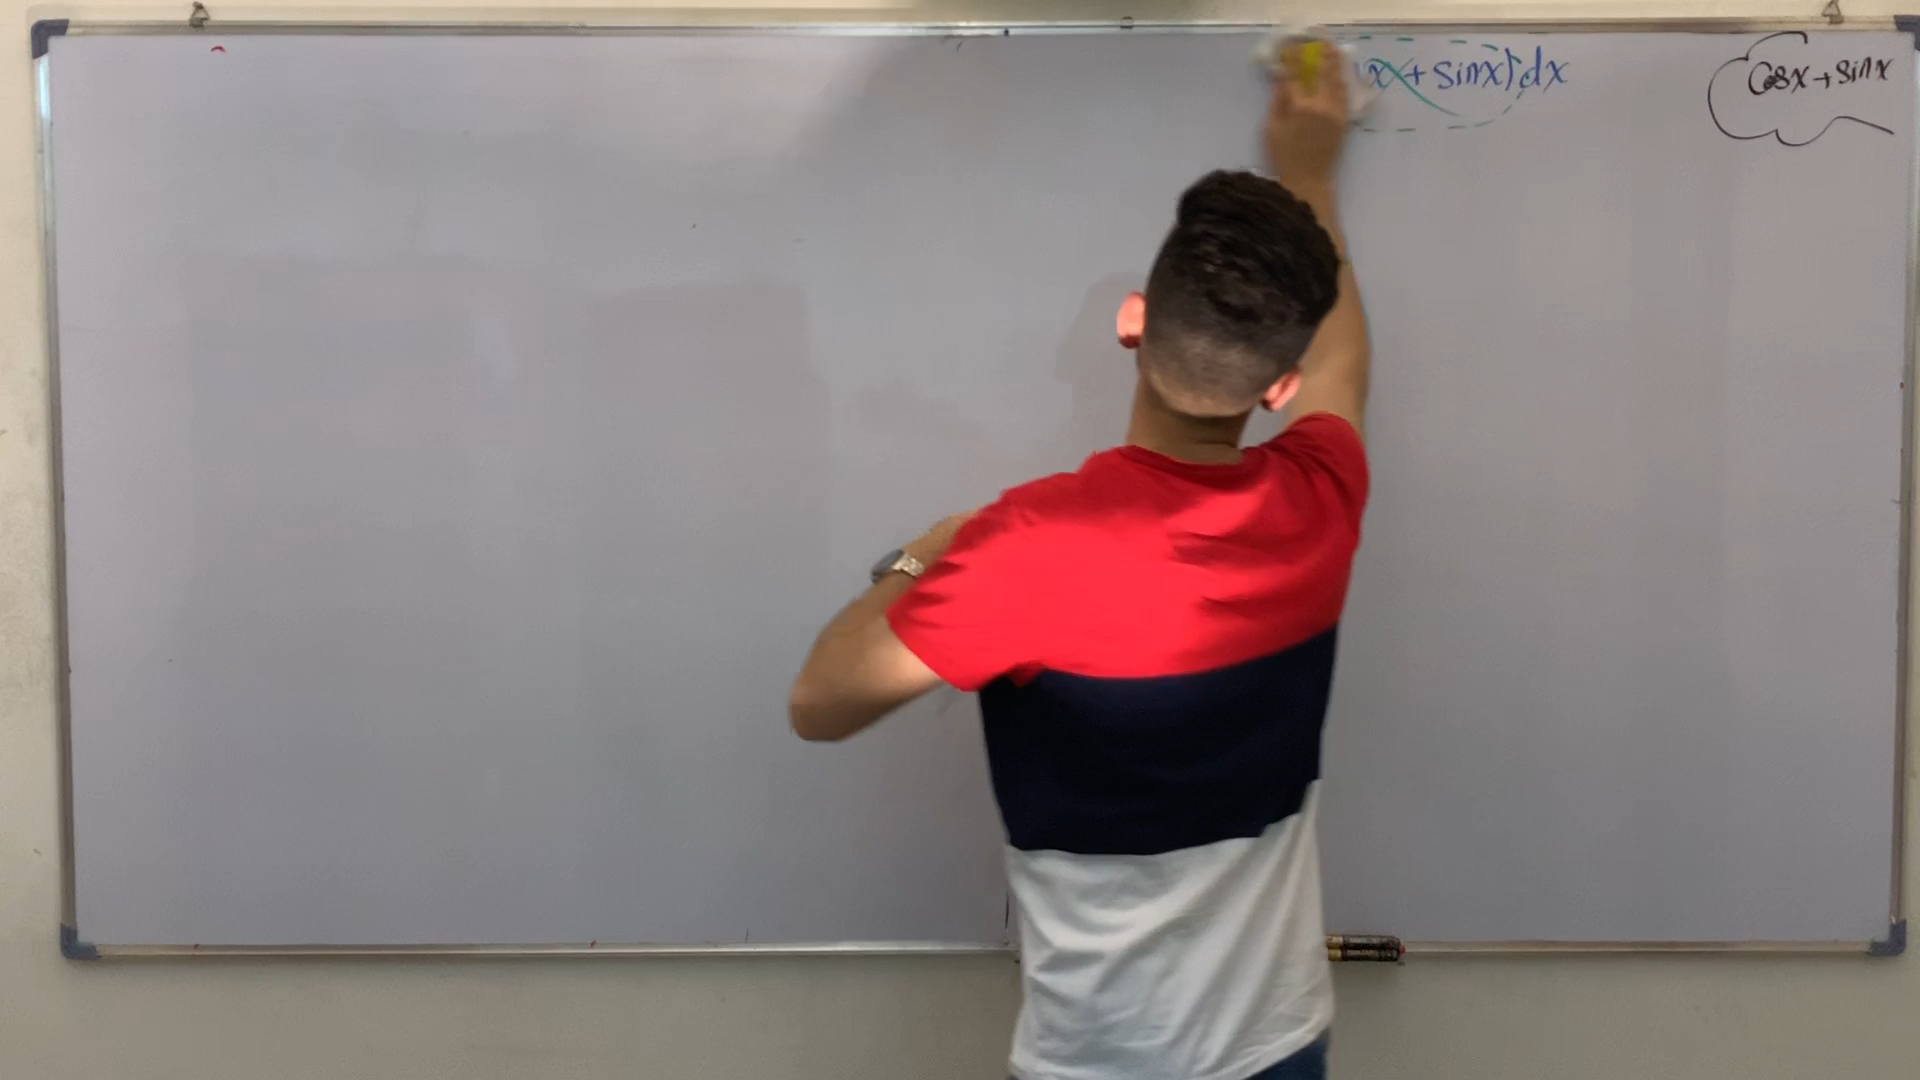 x + sinx) dx
cosx + sinx